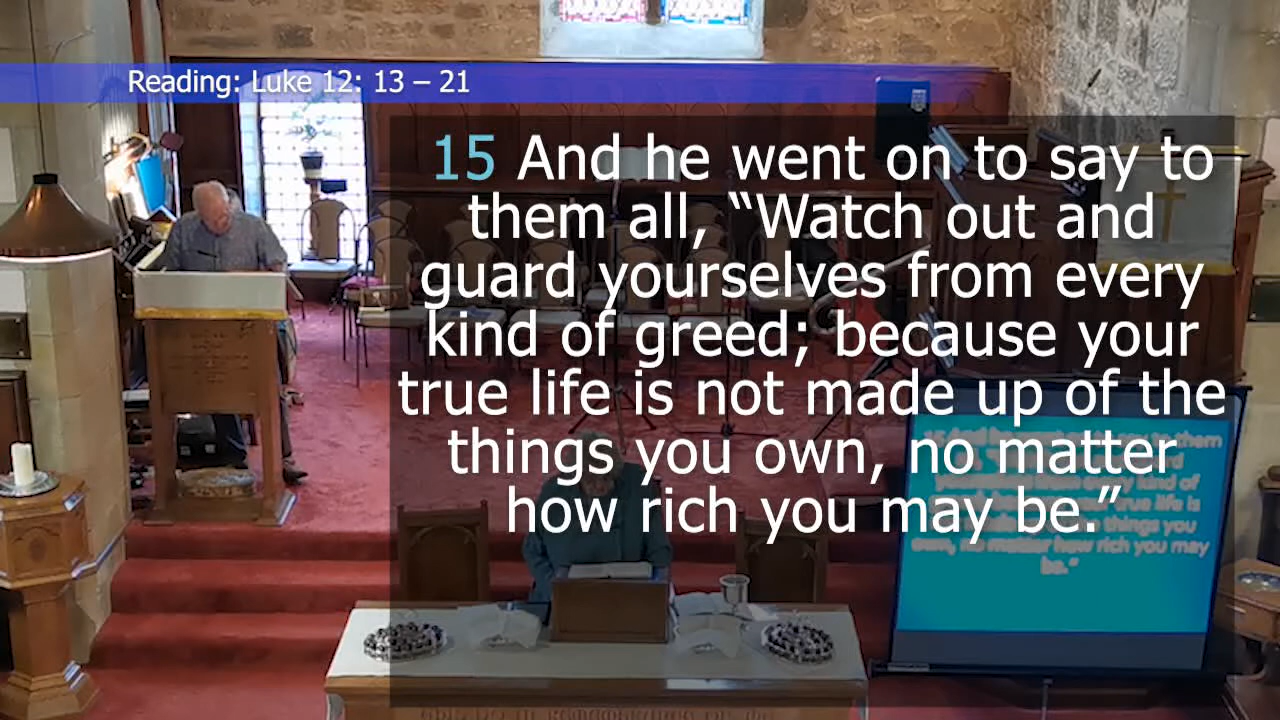 Reading: Luke 12: 13 – 21
15 And he went on to say to
them all, “Watch out and
guard yourselves from every
kind of greed; because your
true life is not made up of the
things you own, no matter
how rich you may be.”